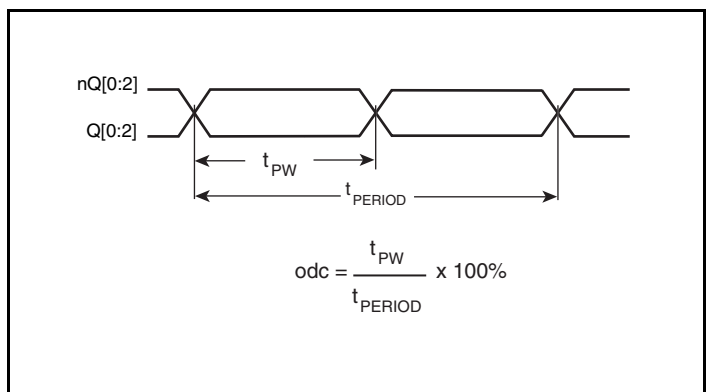 nQ[0:2]
Q[0:2]
tPW
tPERIOD
odc = tPW / tPERIOD x 100%